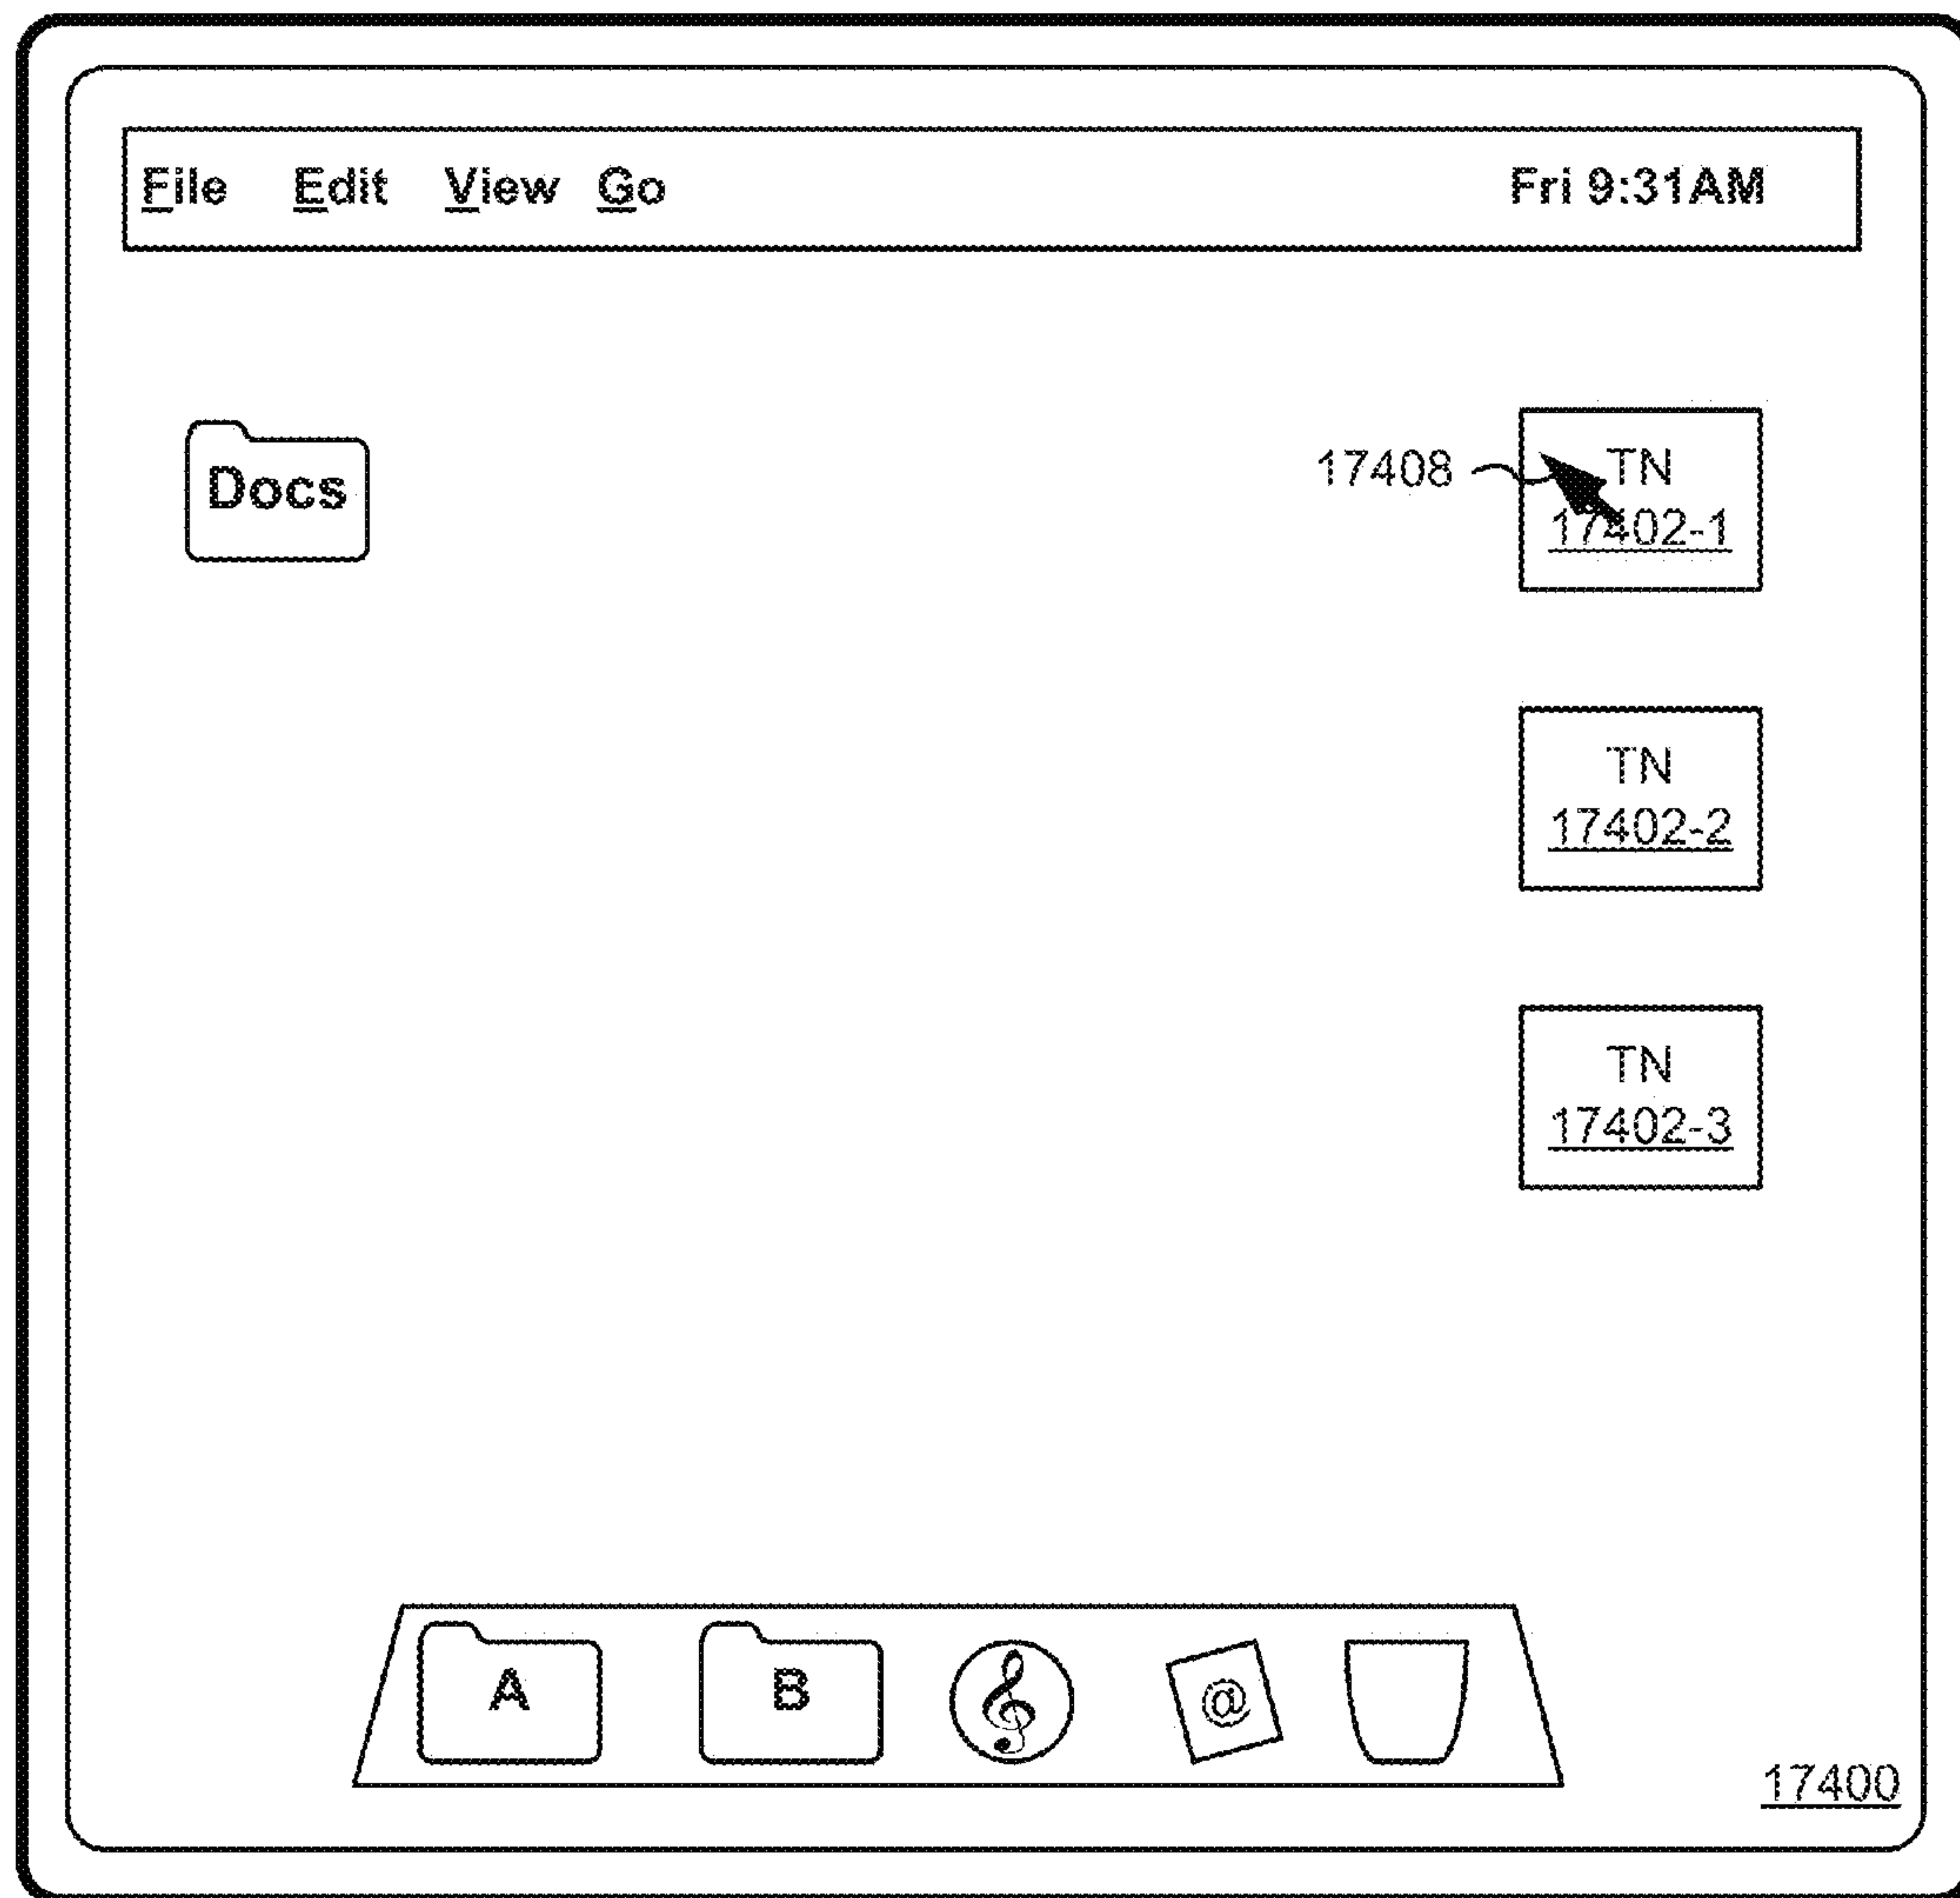 File Edit View Go Fri 9:31AM
Docs
17408
TN
17402-1
TN
17402-2
TN
17402-3
A B @
17400